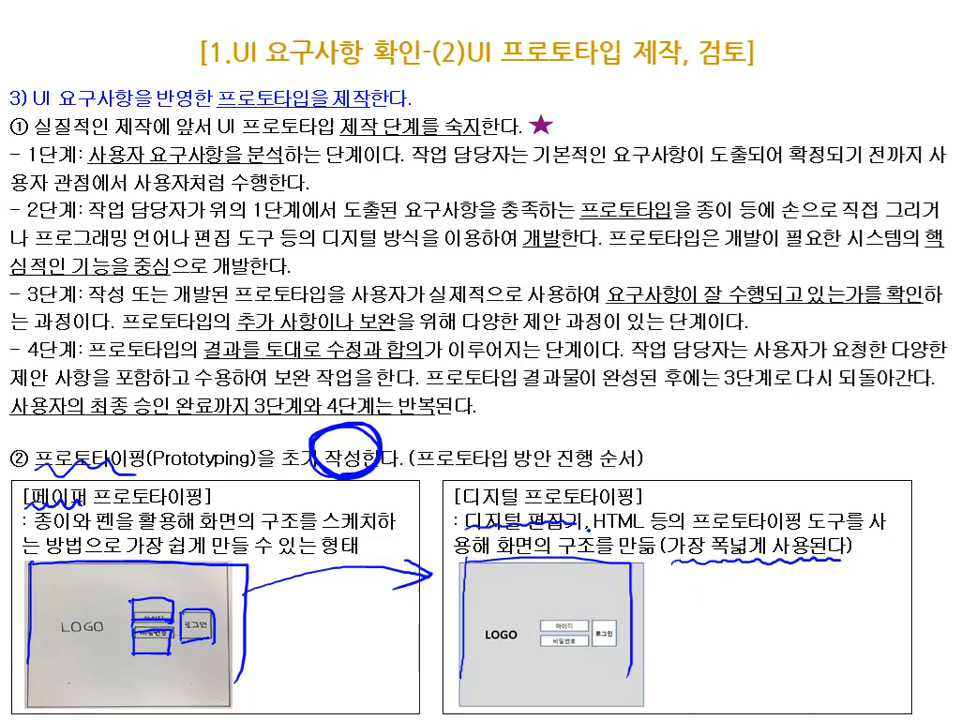 [1.UI 요구사항 확인-(2)UI 프로토타입 제작, 검토]
3) UI 요구사항을 반영한 프로토타입을 제작한다.
① 실질적인 제작에 앞서 UI 프로토타입 제작 단계를 숙지한다. ★
- 1단계: 사용자 요구사항을 분석하는 단계이다. 작업 담당자는 기본적인 요구사항이 도출되어 확정되기 전까지 사
용자 관점에서 사용자처럼 수행한다.
- 2단계: 작업 담당자가 위의 1단계에서 도출된 요구사항을 충족하는 프로토타입을 종이 등에 손으로 직접 그리거
나 프로그래밍 언어나 편집 도구 등의 디지털 방식을 이용하여 개발한다. 프로토타입은 개발이 필요한 시스템의 핵
심적인 기능을 중심으로 개발한다.
- 3단계: 작성 또는 개발된 프로토타입을 사용자가 실제적으로 사용하여 요구사항이 잘 수행되고 있는가를 확인하
는 과정이다. 프로토타입의 추가 사항이나 보완을 위해 다양한 제안 과정이 있는 단계이다.
- 4단계: 프로토타입의 결과를 토대로 수정과 합의가 이루어지는 단계이다. 작업 담당자는 사용자가 요청한 다양한
제안 사항을 포함하고 수용하여 보완 작업을 한다. 프로토타입 결과물이 완성된 후에는 3단계로 다시 되돌아간다.
사용자의 최종 승인 완료까지 3단계와 4단계는 반복된다.
② 프로토타이핑(Prototyping)을 초기 작성한다. (프로토타입 방안 진행 순서)
[페이퍼 프로토타이핑]
: 종이와 펜을 활용해 화면의 구조를 스케치하
는 방법으로 가장 쉽게 만들 수 있는 형태
LOGO
아이디
비밀번호
로그인
[디지털 프로토타이핑]
: 디지털 편집기, HTML 등의 프로토타이핑 도구를 사
용해 화면의 구조를 만듦 (가장 폭넓게 사용된다)
LOGO
아이디
비밀번호
로그인